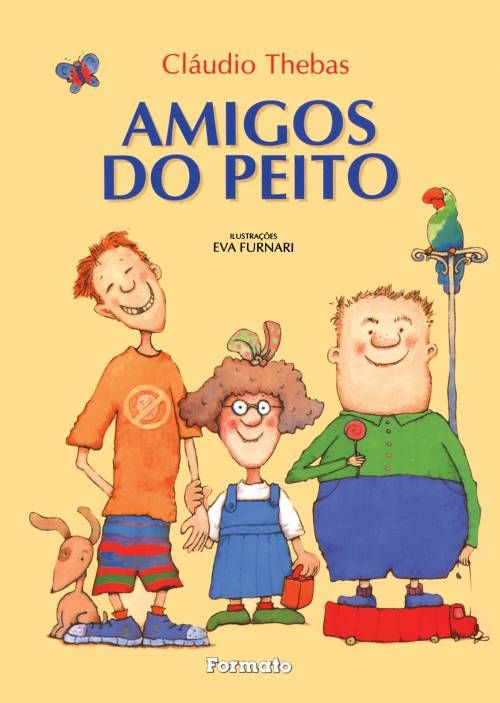 Cláudio Thebas
AMIGOS
DO PEITO
ILUSTRAÇÕES
EVA FURNARI
Formato